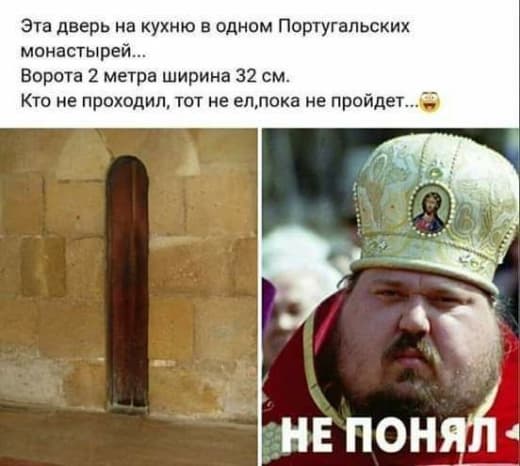 Эта дверь на кухню в одном Португальских
монастырей...
Ворота 2 метра ширина 32 см.
Кто не проходил, тот не ел,пока не пройдет...
НЕ ПОНЯЛ